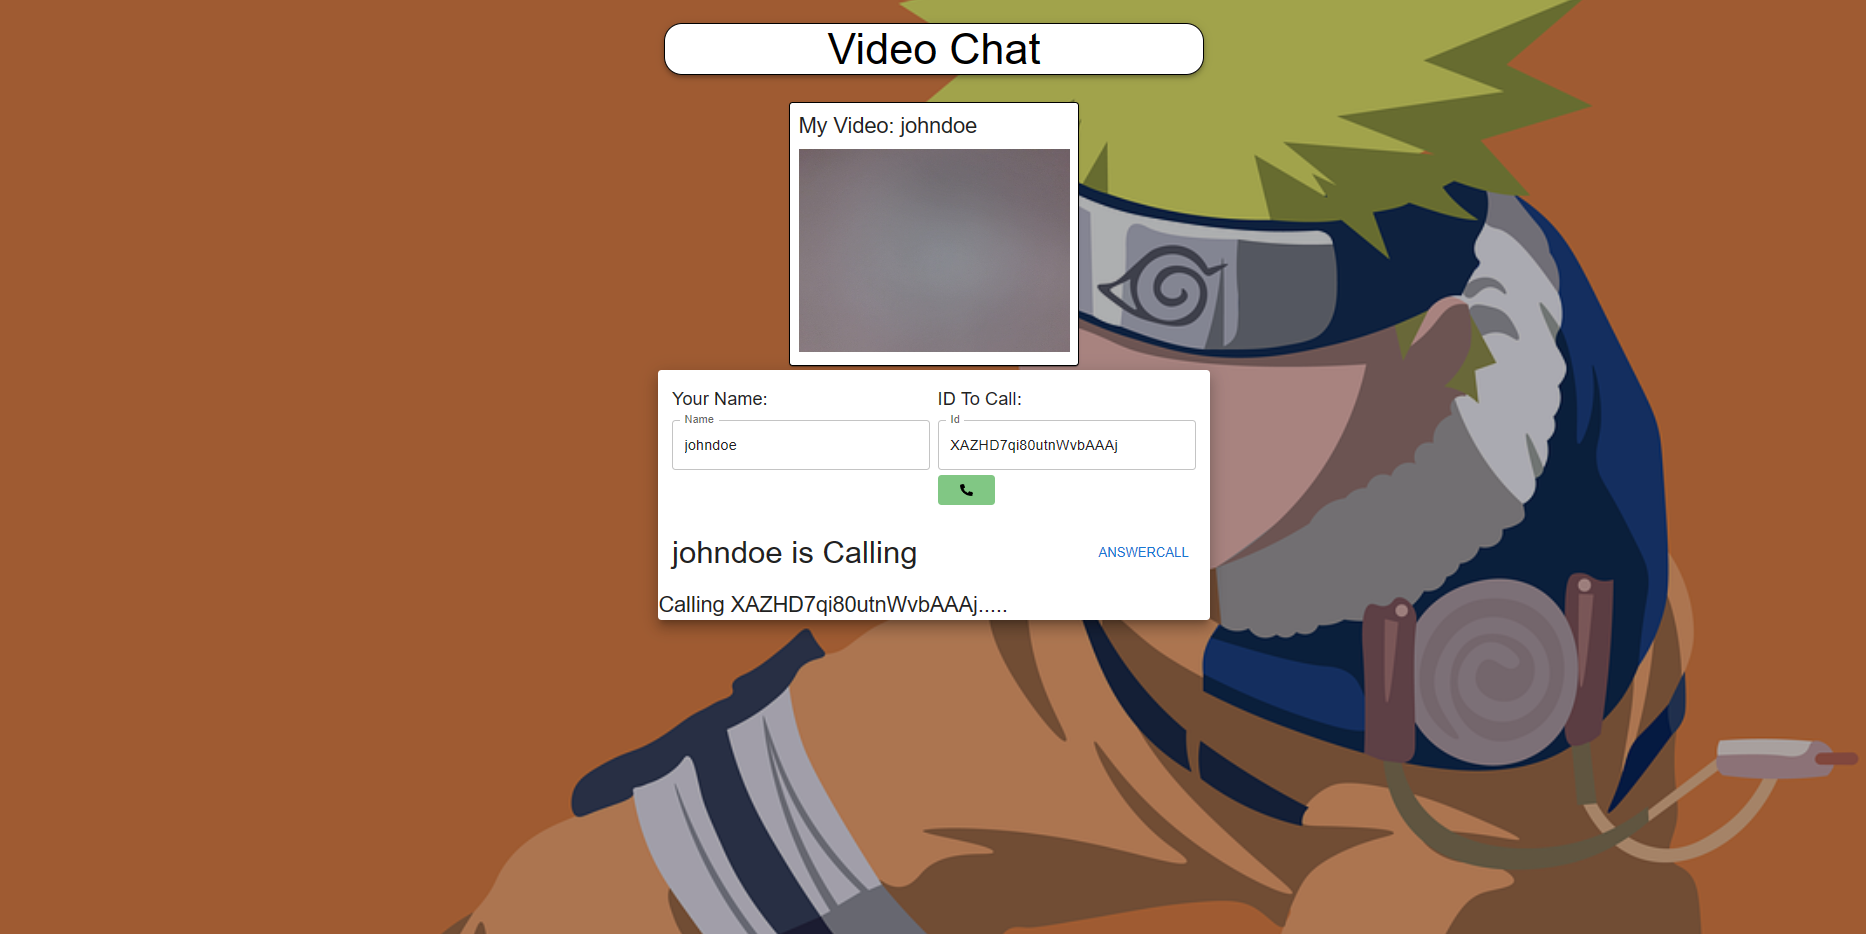 Video Chat
My Video: johndoe
Your Name:
ID To Call:
Name
johndoe
Id
XAZHD7qi80utnWvbAAAj
johndoe is Calling
ANSWERCALL
Calling XAZHD7qi80utnWvbAAAj.....